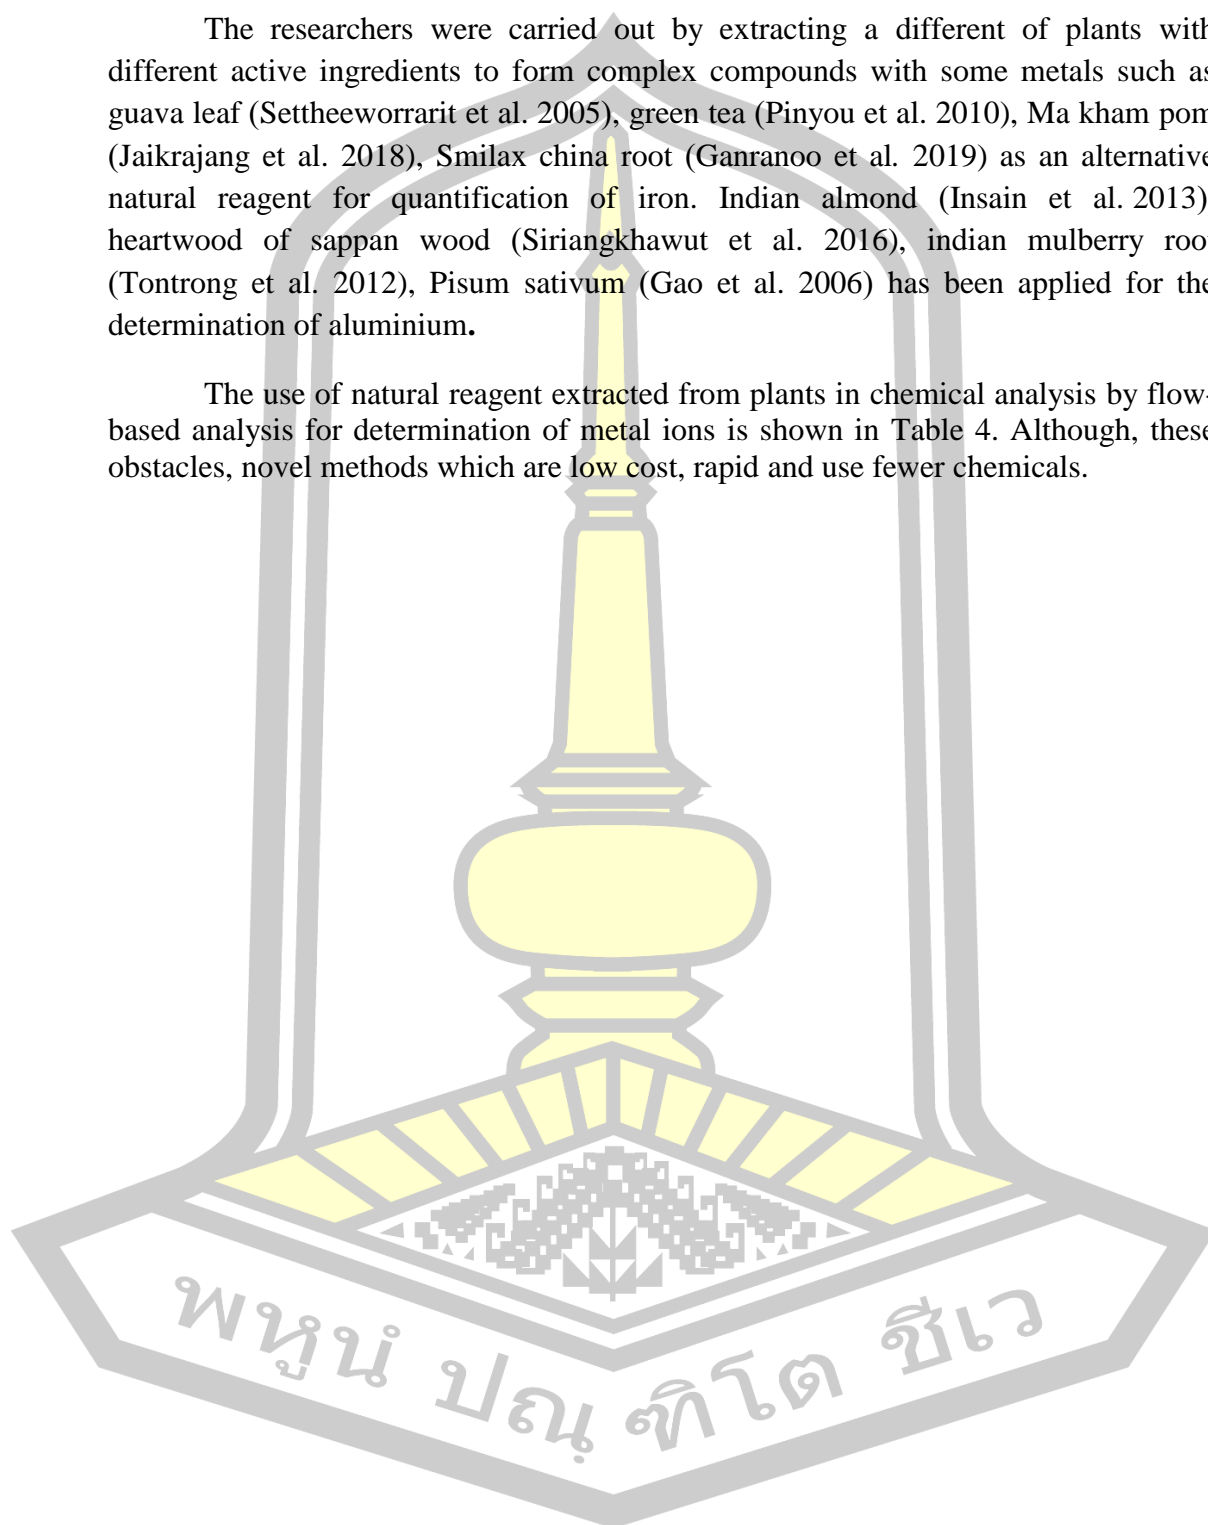 The researchers were carried out by extracting a different of plants with
different active ingredients to form complex compounds with some metals such as
guava leaf (Settheeworrarit et al. 2005), green tea (Pinyou et al. 2010), Ma kham pom
(Jaikrajang et al. 2018), Smilax china root (Ganranoo et al. 2019) as an alternative
natural reagent for quantification of iron. Indian almond (Insain et al. 2013)
heartwood of sappan wood (Siriangkhawut et al. 2016), indian mulberry root
(Tontrong et al. 2012), Pisum sativum (Gao et al. 2006) has been applied for the
determination of aluminium.
The use of natural reagent extracted from plants in chemical analysis by flow-
based analysis for determination of metal ions is shown in Table 4. Although, these
obstacles, novel methods which are low cost, rapid and use fewer chemicals.
พหูนํ ปณฺฑิโต ชีเว